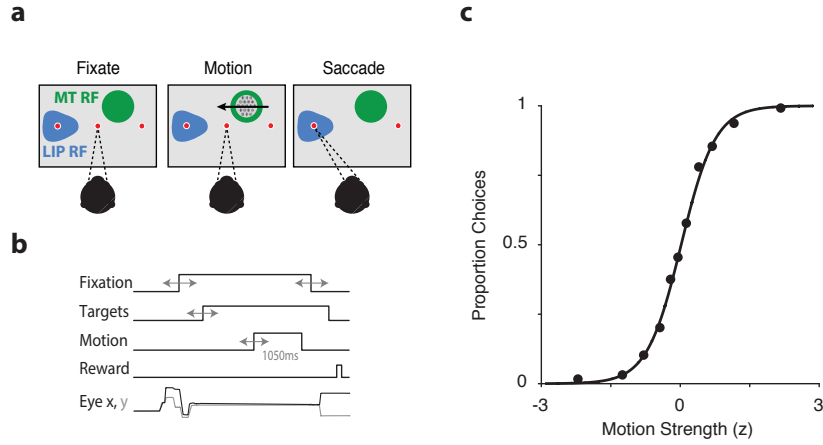 a
Fixate
Motion
Saccade
MT RF
LIP RF
b
Fixation
Targets
Motion
1050ms
Reward
Eye x, y
c
1
0.5
0
-3
0
3
Proportion Choices
Motion Strength (z)